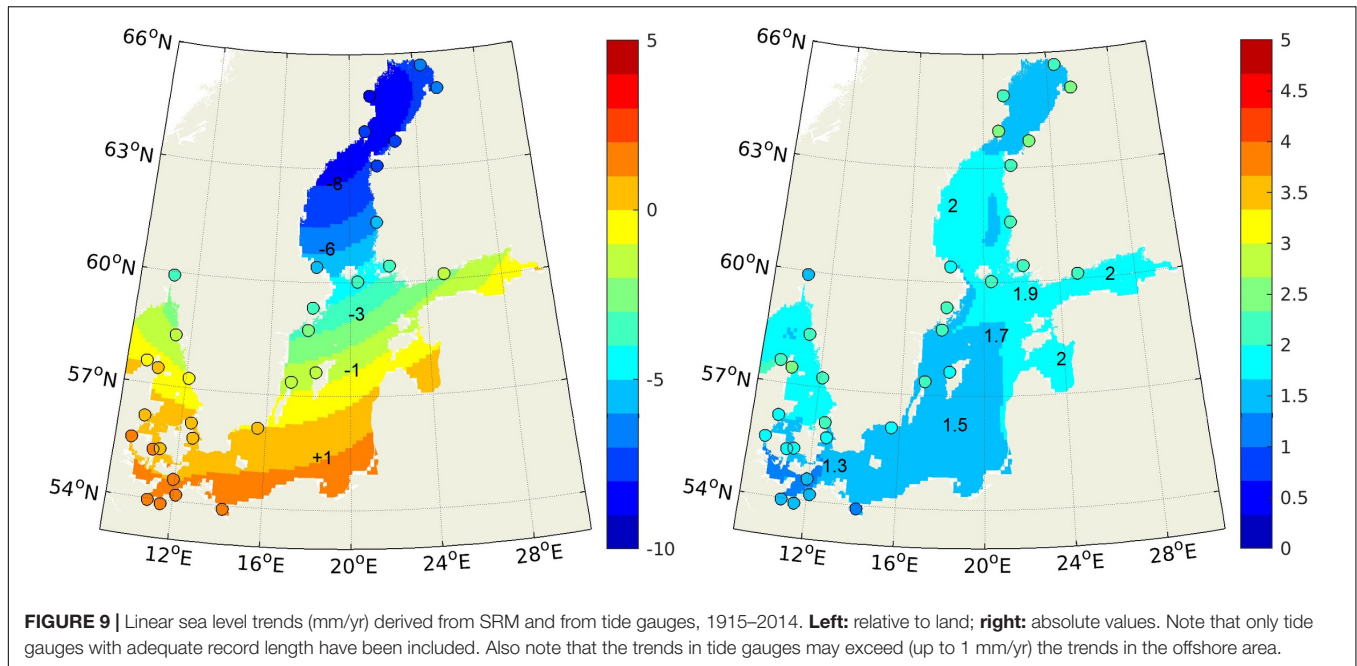 66°N
63°N
60°N
57°N
54°N
12°E
16°E
20°E
24°E
28°E
-8
-6
-3
-1
+1
5
0
-5
-10
66°N
63°N
60°N
57°N
54°N
12°E
16°E
20°E
24°E
28°E
2
1.9
2
1.7
2
1.5
1.3
5
4.5
4
3.5
3
2.5
2
1.5
1
0.5
0
FIGURE 9 | Linear sea level trends (mm/yr) derived from SRM and from tide gauges, 1915–2014. Left: relative to land; right: absolute values. Note that only tide
gauges with adequate record length have been included. Also note that the trends in tide gauges may exceed (up to 1 mm/yr) the trends in the offshore area.